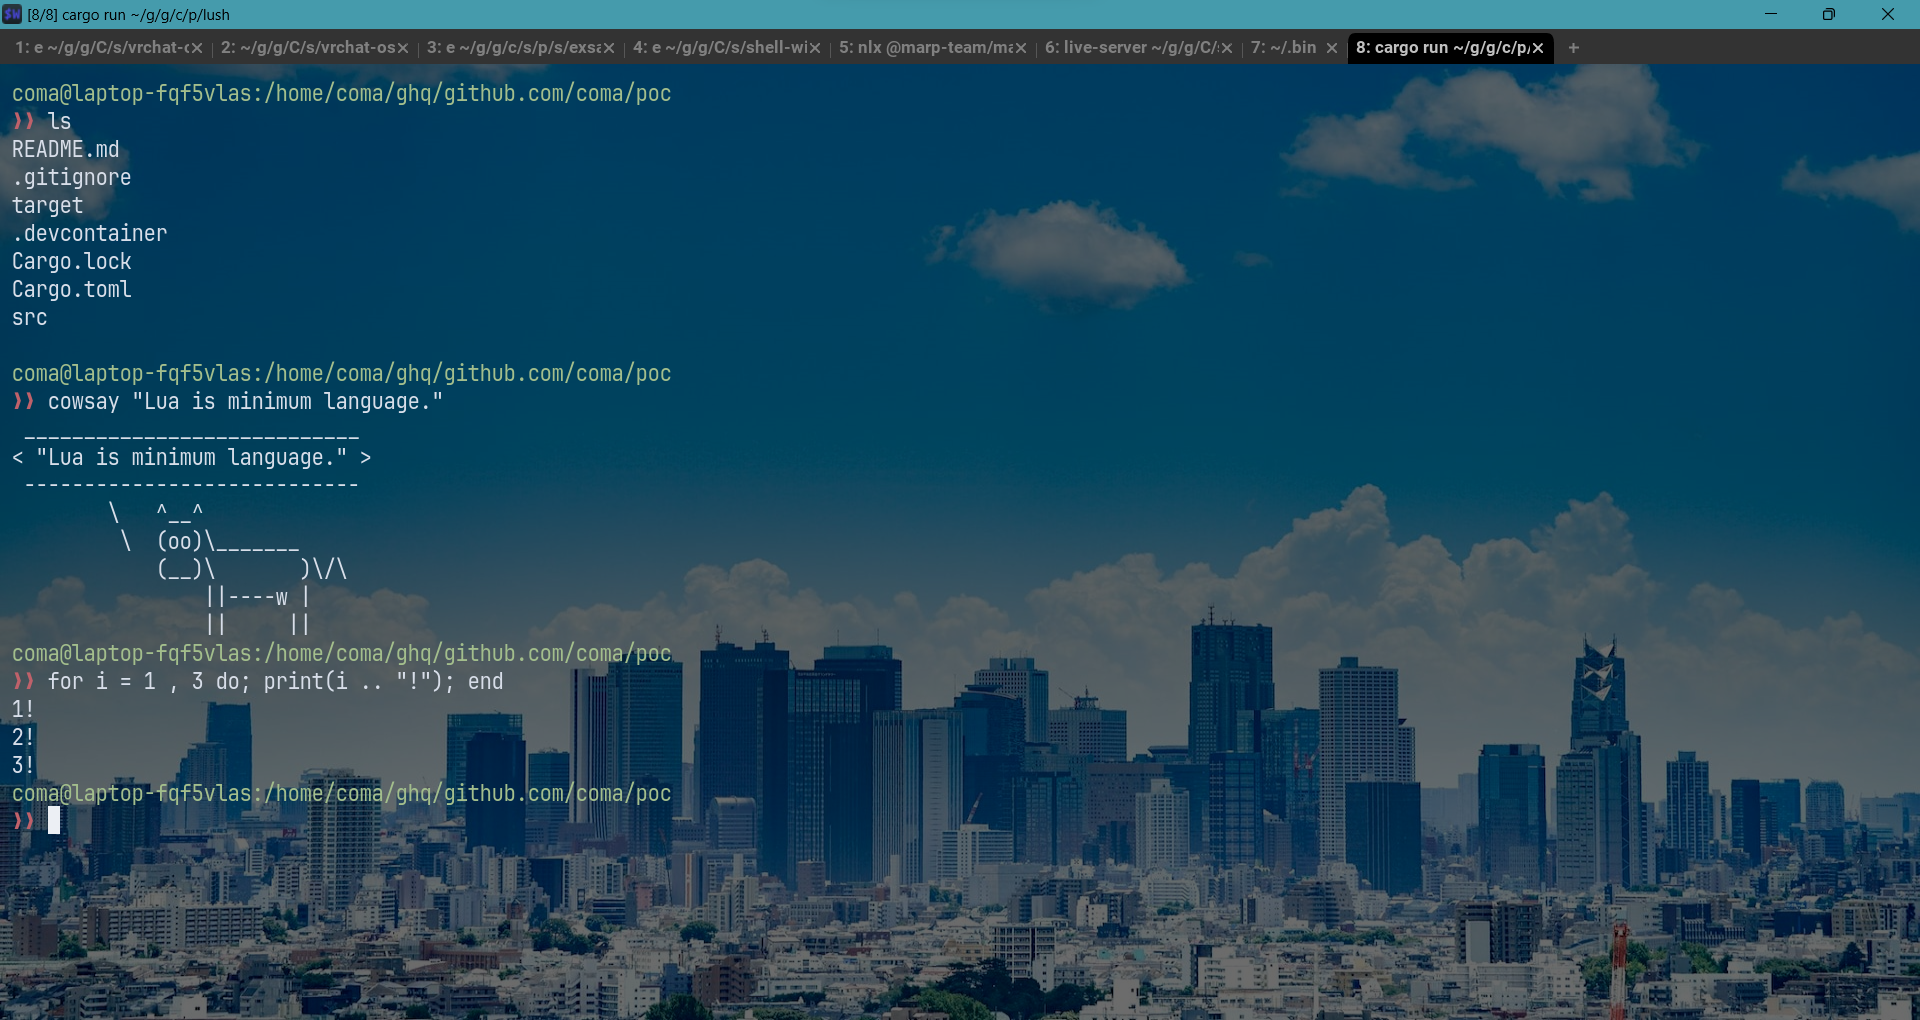 [8/8] cargo run ~/g/g/c/p/lush
1: e ~/g/g/C/s/vrchat-c
2: ~/g/g/C/s/vrchat-os
3: e ~/g/g/c/s/p/s/exsa
4: e ~/g/g/C/s/shell-wi
5: nlx @marp-team/ma
6: live-server ~/g/g/C/s
7: ~/.bin
8: cargo run ~/g/g/c/p/
coma@laptop-fqf5vlas:/home/coma/ghq/github.com/coma/poc
❱❱ ls
README.md
.gitignore
target
.devcontainer
Cargo.lock
Cargo.toml
src
coma@laptop-fqf5vlas:/home/coma/ghq/github.com/coma/poc
❱❱ cowsay "Lua is minimum language."
 ____________________________
< "Lua is minimum language." >
 ----------------------------
        \   ^__^
         \  (oo)\_______
            (__)\       )\/\
                ||----w |
                ||     ||
coma@laptop-fqf5vlas:/home/coma/ghq/github.com/coma/poc
❱❱ for i = 1 , 3 do; print(i .. "!"); end
1!
2!
3!
coma@laptop-fqf5vlas:/home/coma/ghq/github.com/coma/poc
❱❱